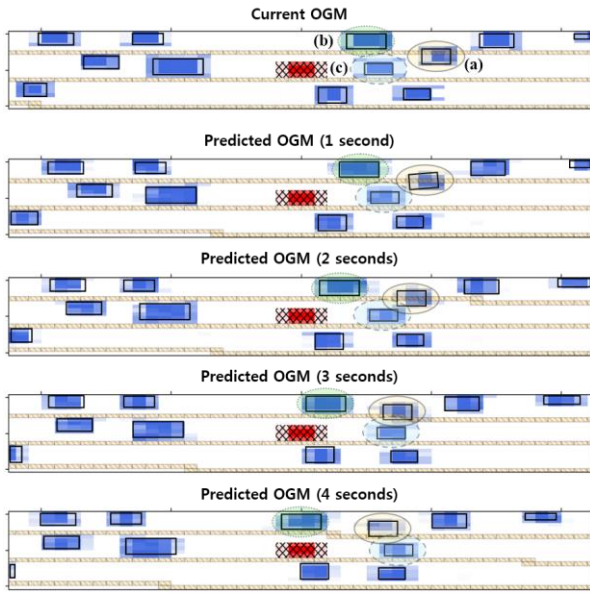 Current OGM
(b)
(a)
(c)
Predicted OGM (1 second)
Predicted OGM (2 seconds)
Predicted OGM (3 seconds)
Predicted OGM (4 seconds)